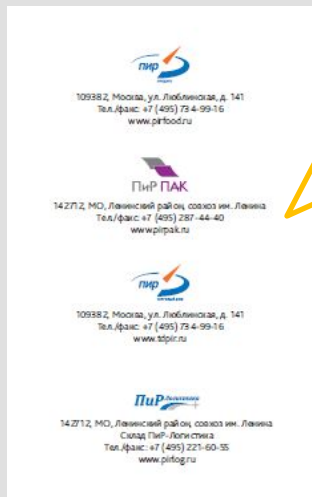 пир
109382, Москва, ул. Люблинская, д. 141
Тел./факс: +7 (495) 734-99-16
www.pirfood.ru
ПиР ПАК
142712, МО, Ленинский район, совхоз им. Ленина
Тел./факс: +7 (495) 287-44-40
www.pirpak.ru
пир
109382, Москва, ул. Люблинская, д. 141
Тел./факс: +7 (495) 734-99-16
www.tdpir.ru
ПиР-Логистика
142712, МО, Ленинский район, совхоз им. Ленина
Склад ПиР-Логистика
Тел./факс: +7 (495) 221-60-55
www.pirlog.ru